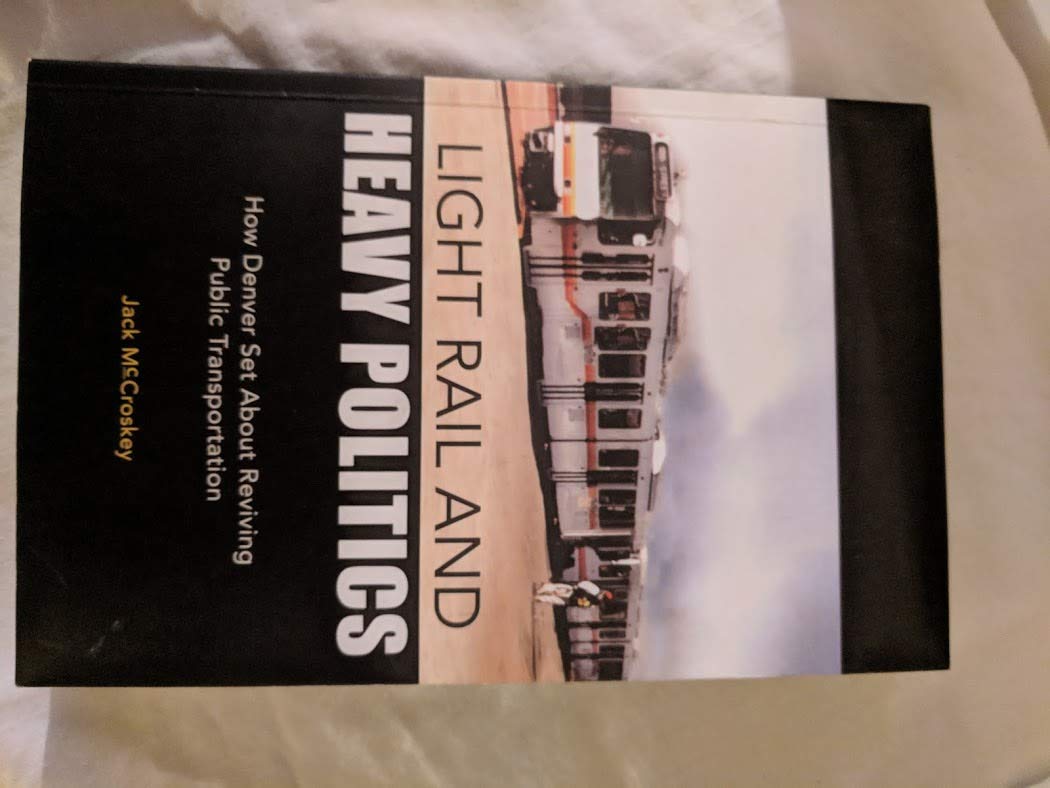 LIGHT RAIL AND
HEAVY POLITICS
How Denver Set About Reviving
Public Transportation
Jack McCroskey